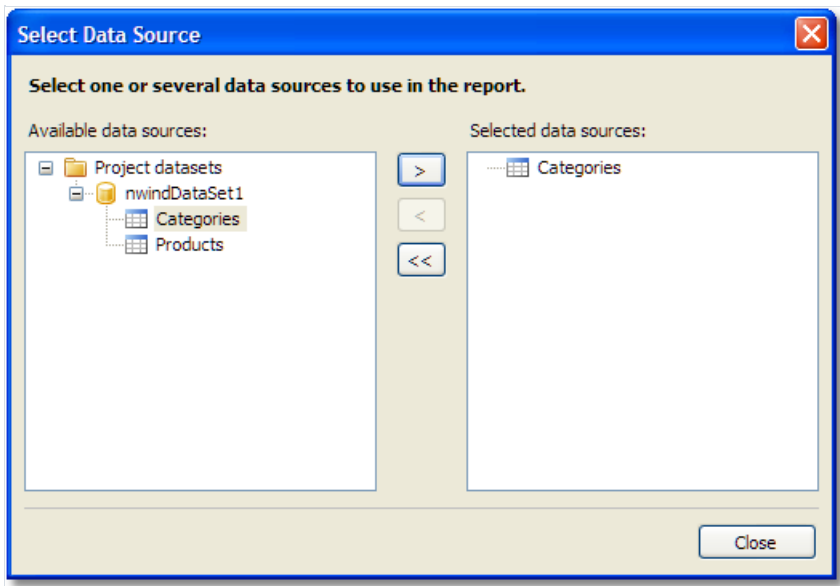 Select Data Source
Select one or several data sources to use in the report.
Available data sources:
Project datasets
nwindDataSet1
Categories
Products
>
<
<<
Selected data sources:
Categories
Close